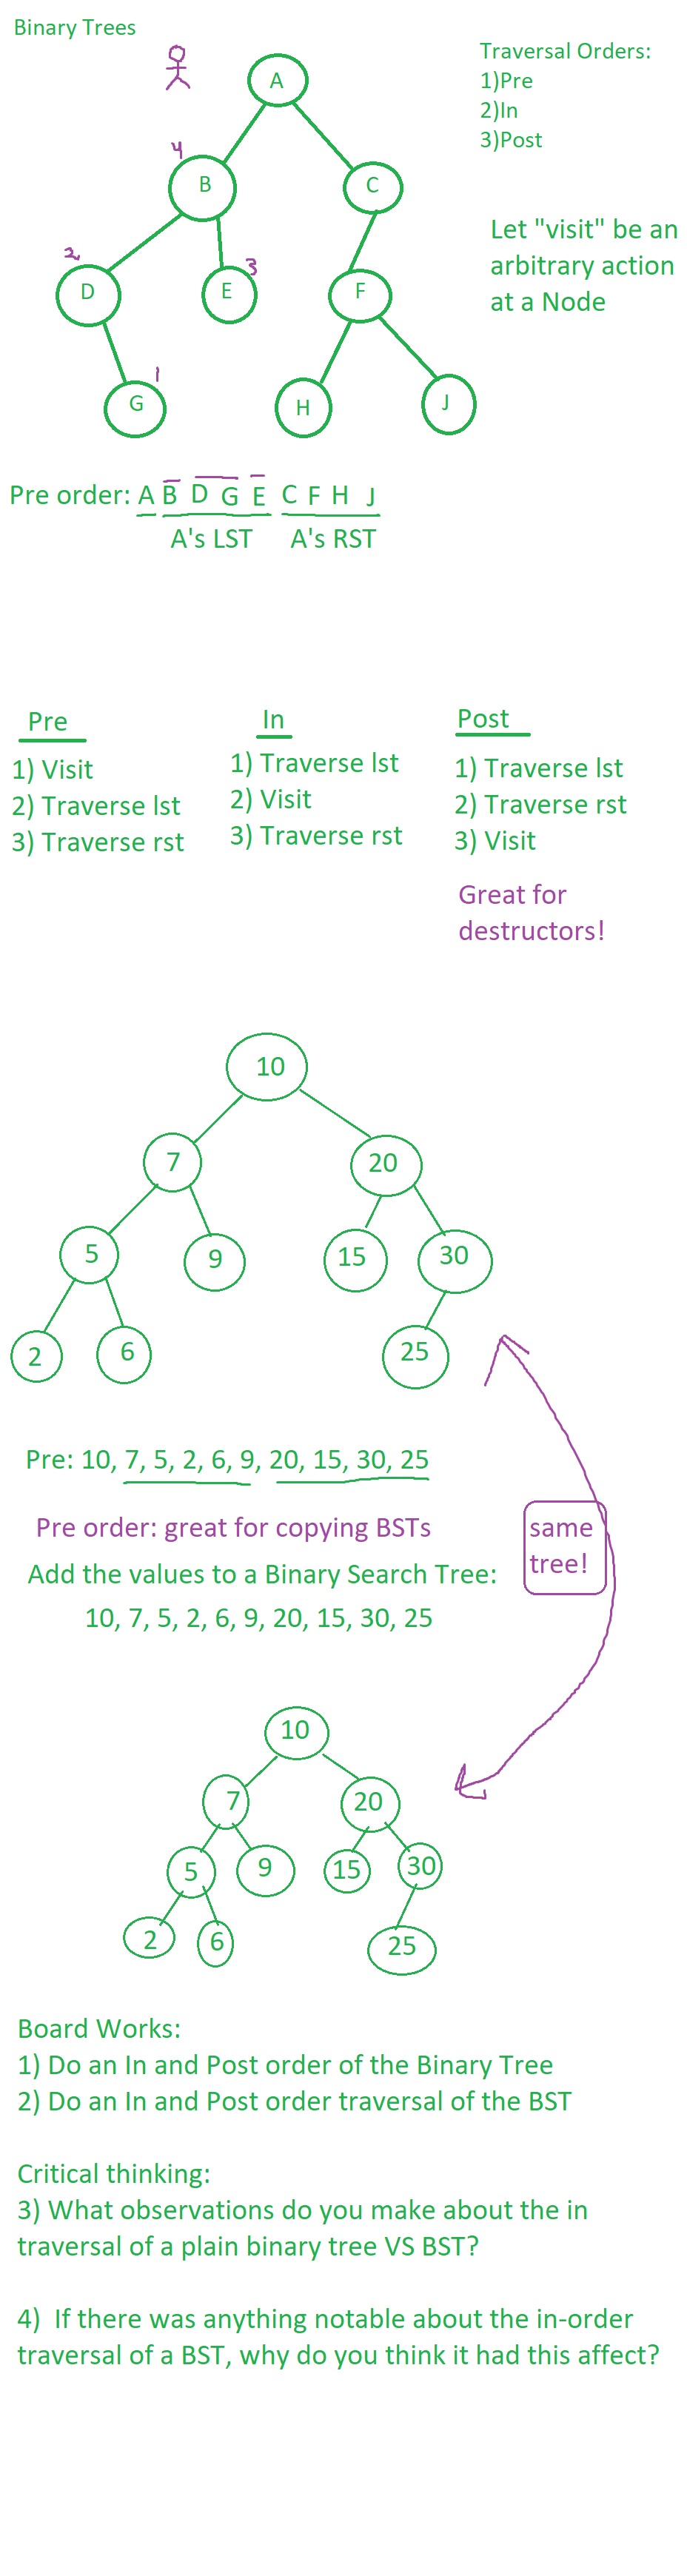 Binary Trees
Traversal Orders:
1)Pre
2)In
3)Post
A
4
B
C
Let "visit" be an
arbitrary action
at a Node
2
3
D
E
F
1
G
H
J
Pre order: A B D G E C F H J
A's LST A's RST
Pre
1) Visit
2) Traverse lst
3) Traverse rst
In
1) Traverse lst
2) Visit
3) Traverse rst
Post
1) Traverse lst
2) Traverse rst
3) Visit
Great for
destructors!
10
7
20
5
9
15
30
2
6
25
Pre: 10, 7, 5, 2, 6, 9, 20, 15, 30, 25
Pre order: great for copying BSTs
same
tree!
Add the values to a Binary Search Tree:
10, 7, 5, 2, 6, 9, 20, 15, 30, 25
10
7
20
5
9
15
30
2
6
25
Board Works:
1) Do an In and Post order of the Binary Tree
2) Do an In and Post order traversal of the BST
Critical thinking:
3) What observations do you make about the in
traversal of a plain binary tree VS BST?
4) If there was anything notable about the in-order
traversal of a BST, why do you think it had this affect?